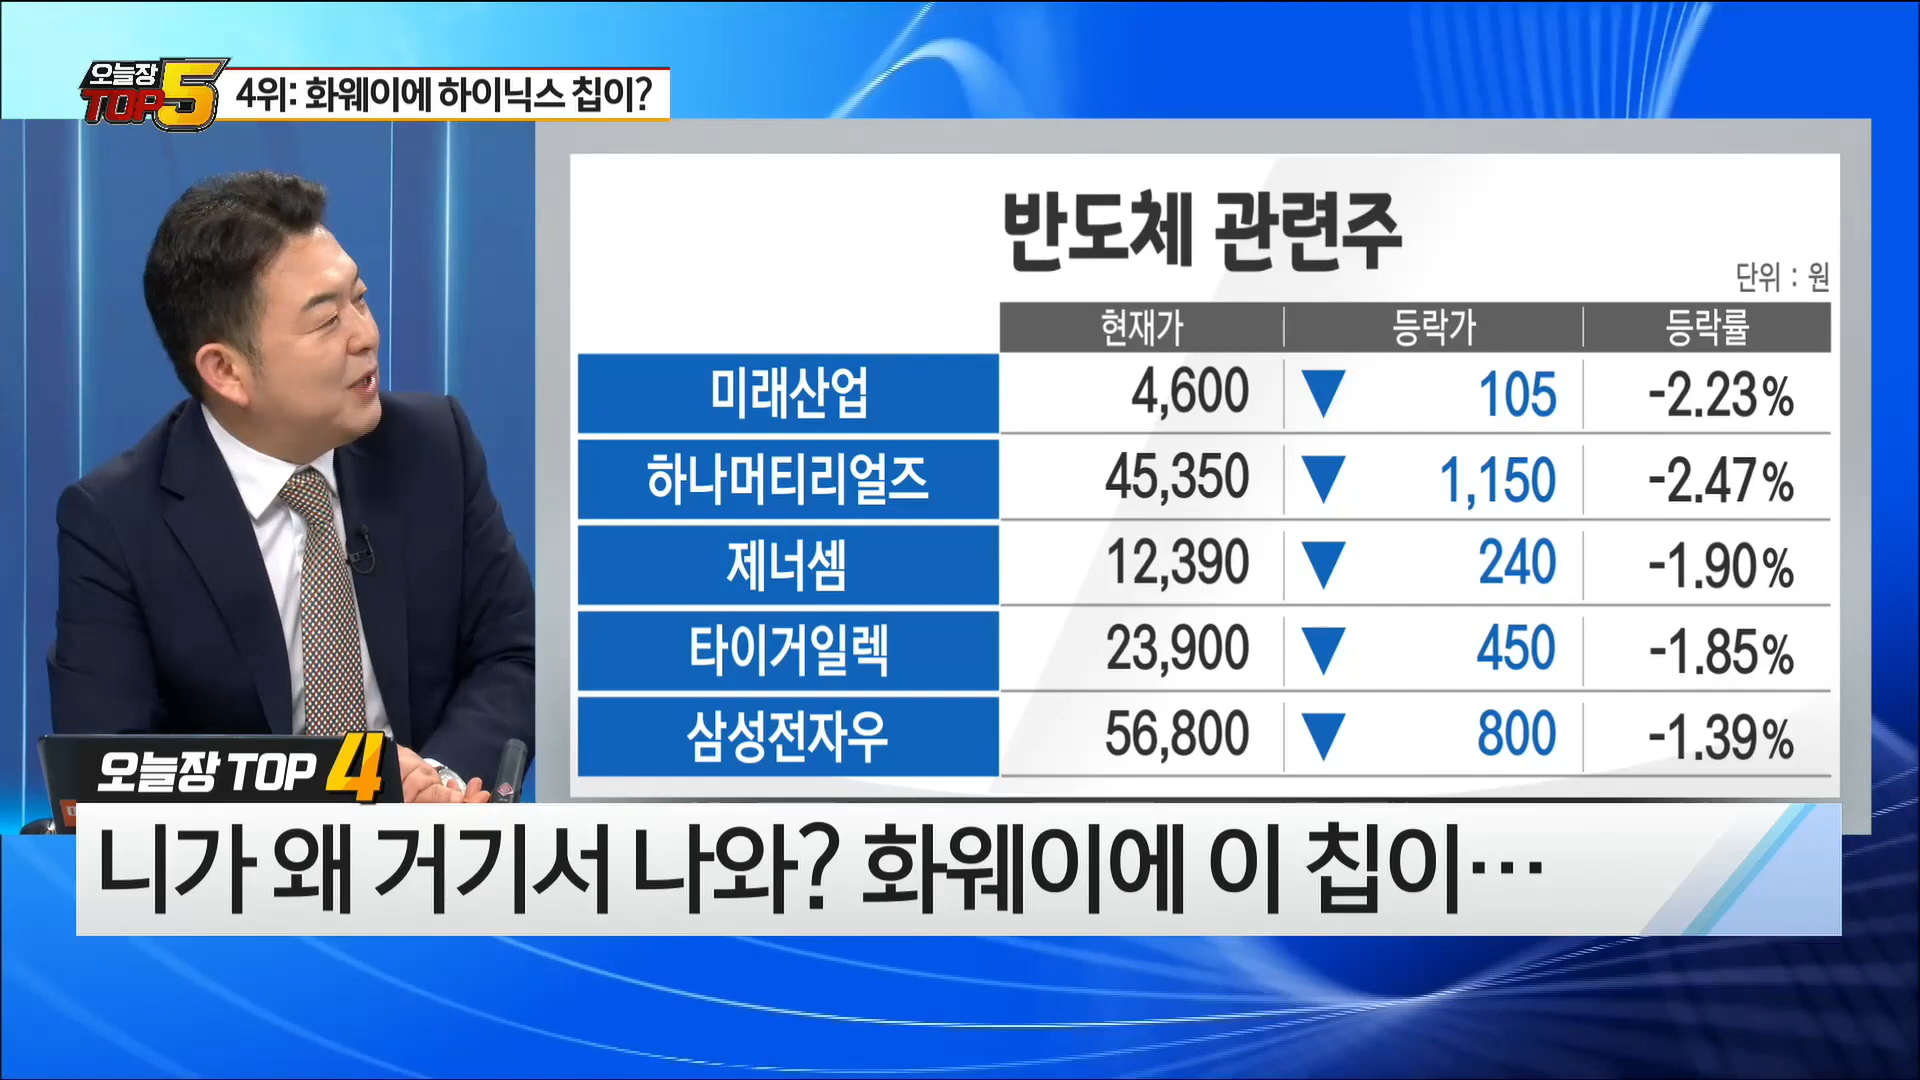 오늘장
TOP5
4위: 화웨이에 하이닉스 칩이?
반도체 관련주
단위 : 원
현재가 등락가 등락률
미래산업 4,600 ▼ 105 -2.23%
하나머티리얼즈 45,350 ▼ 1,150 -2.47%
제너셈 12,390 ▼ 240 -1.90%
타이거일렉 23,900 ▼ 450 -1.85%
삼성전자우 56,800 ▼ 800 -1.39%
오늘장 TOP 4
니가 왜 거기서 나와? 화웨이에 이 칩이…